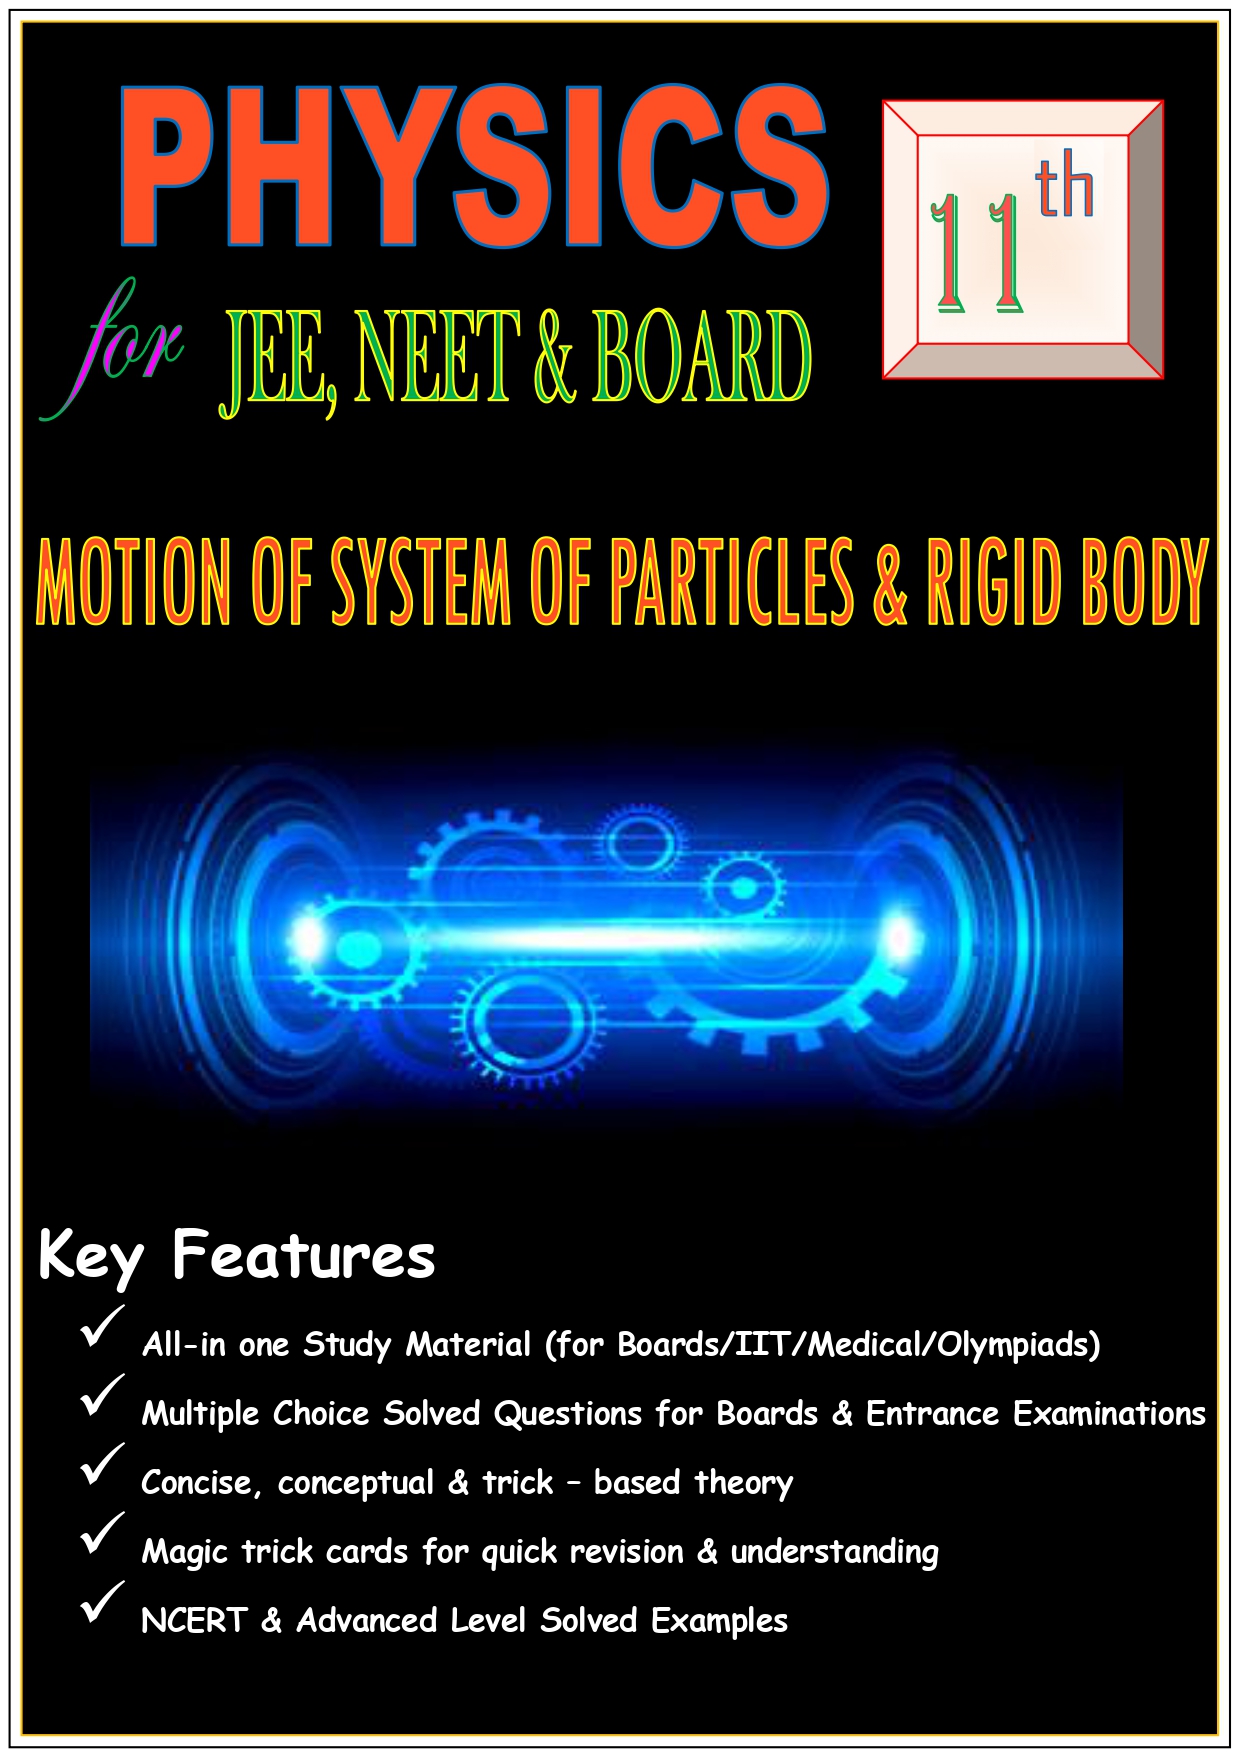 PHYSICS
11th
for JEE, NEET & BOARD
MOTION OF SYSTEM OF PARTICLES & RIGID BODY
Key Features
✓ All-in one Study Material (for Boards/IIT/Medical/Olympiads)
✓ Multiple Choice Solved Questions for Boards & Entrance Examinations
✓ Concise, conceptual & trick – based theory
✓ Magic trick cards for quick revision & understanding
✓ NCERT & Advanced Level Solved Examples